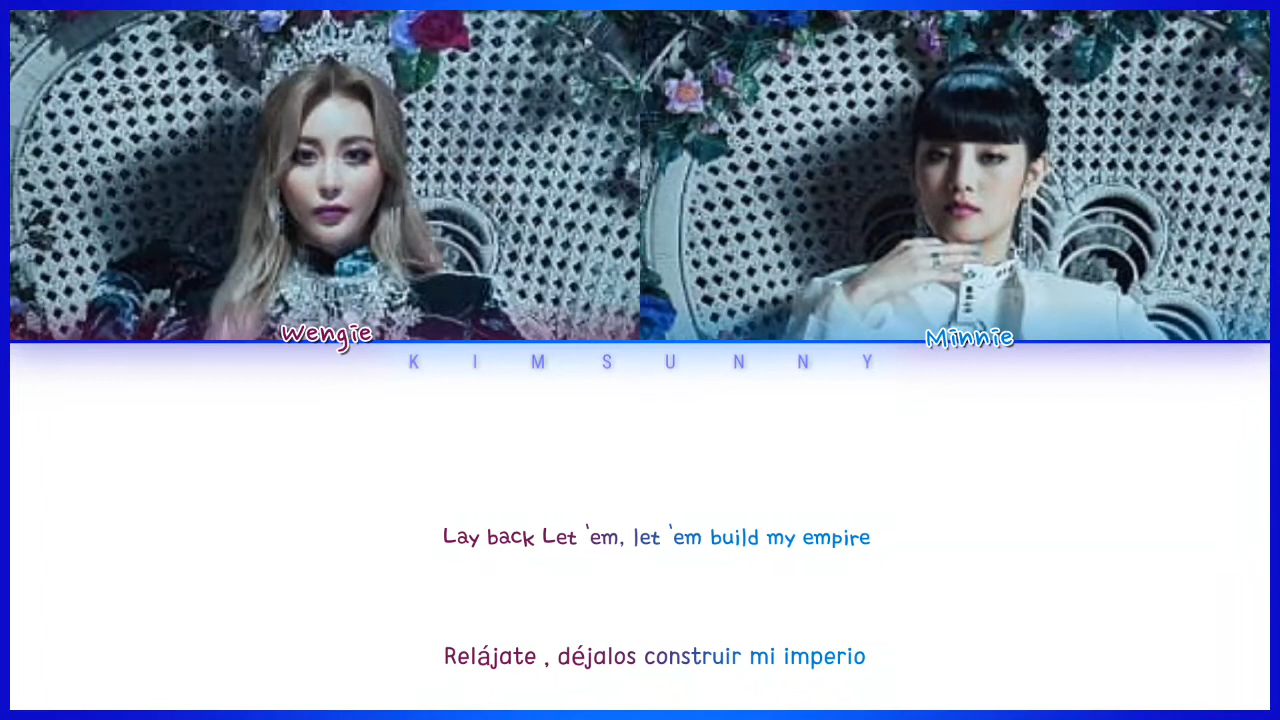 Wengie
Minnie
K I M S U N N Y
Lay back Let 'em, let 'em build my empire
Relájate , déjalos construir mi imperio